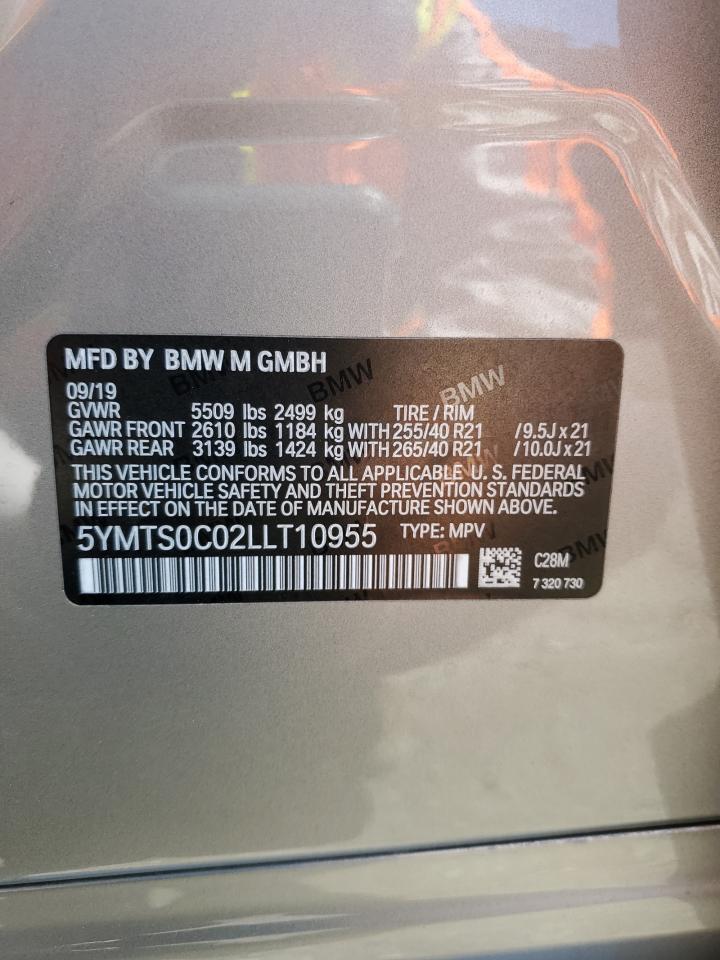 MFD BY BMW M GMBH
09/19
GVWR 5509 lbs 2499 kg TIRE / RIM
GAWR FRONT 2610 lbs 1184 kg WITH 255/40 R21 /9.5J x 21
GAWR REAR 3139 lbs 1424 kg WITH 265/40 R21 /10.0J x 21
THIS VEHICLE CONFORMS TO ALL APPLICABLE U. S. FEDERAL
MOTOR VEHICLE SAFETY AND THEFT PREVENTION STANDARDS
IN EFFECT ON THE DATE OF MANUFACTURE SHOWN ABOVE.
5YMTS0C02LLT10955 TYPE: MPV
C28M
7 320 730